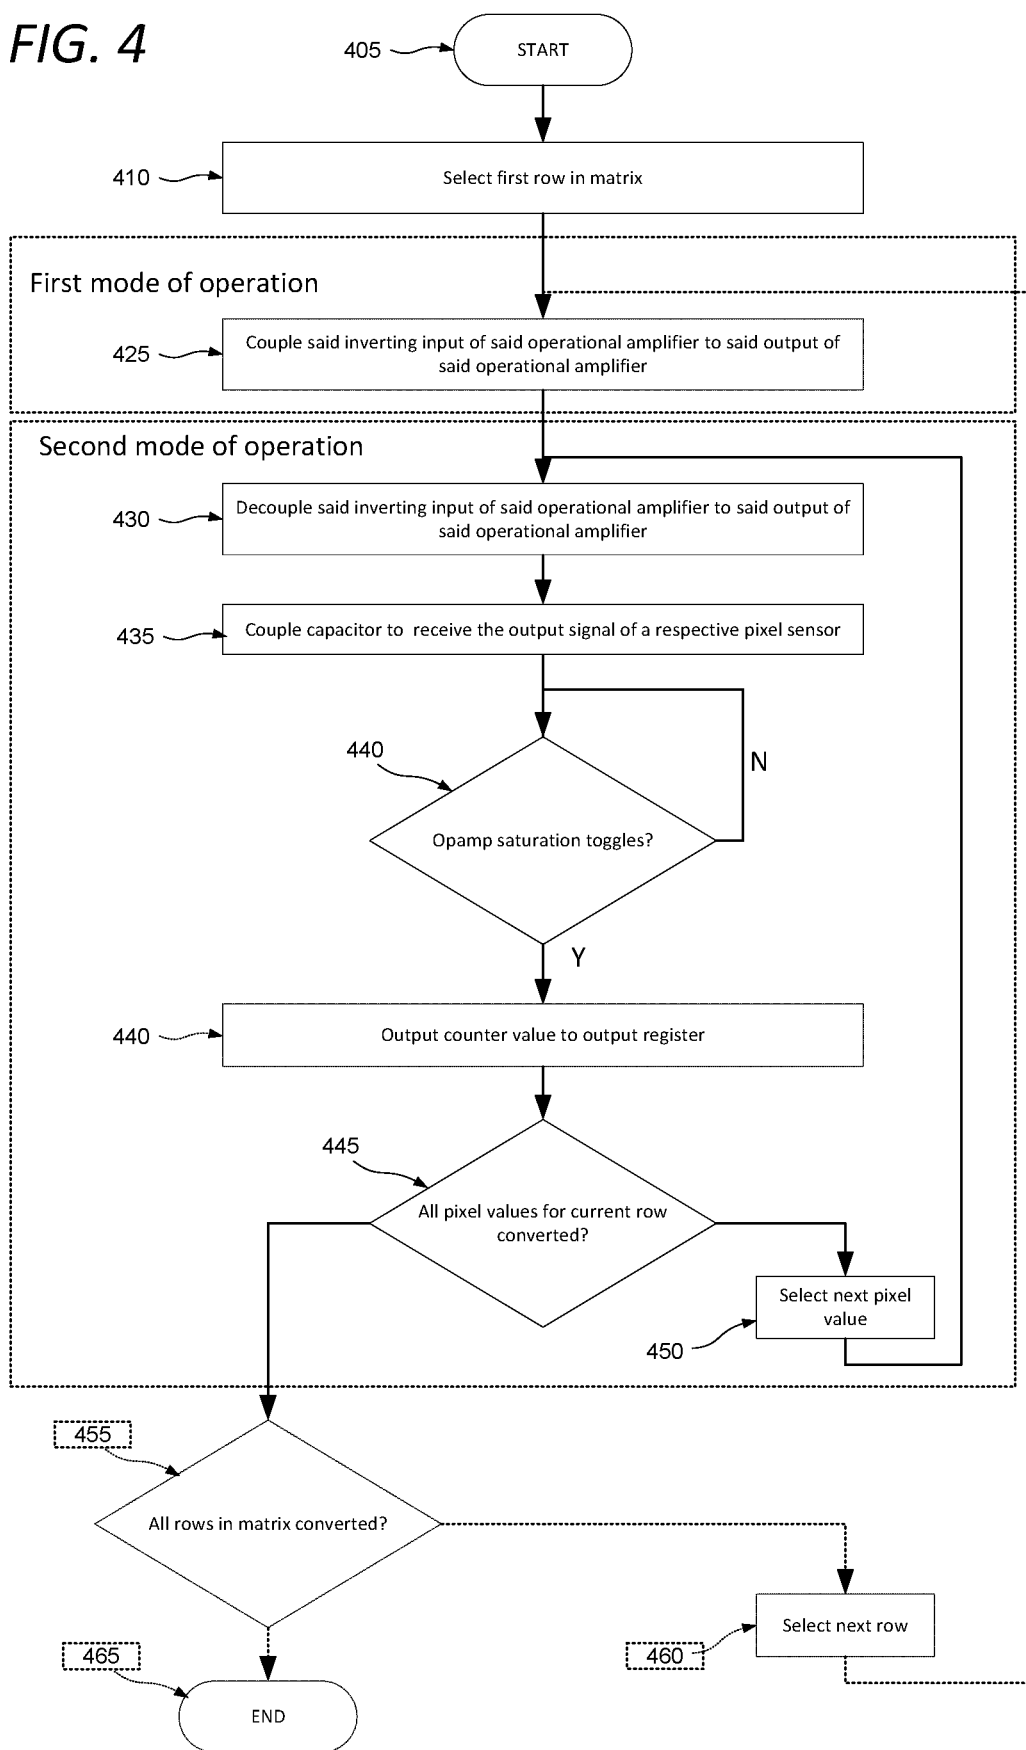 FIG. 4
405
START
410
Select first row in matrix
First mode of operation
425
Couple said inverting input of said operational amplifier to said output of
said operational amplifier
Second mode of operation
430
Decouple said inverting input of said operational amplifier to said output of
said operational amplifier
435
Couple capacitor to receive the output signal of a respective pixel sensor
440
N
Opamp saturation toggles?
Y
440
Output counter value to output register
445
All pixel values for current row
converted?
Select next pixel
value
450
455
All rows in matrix converted?
Select next row
460
465
END